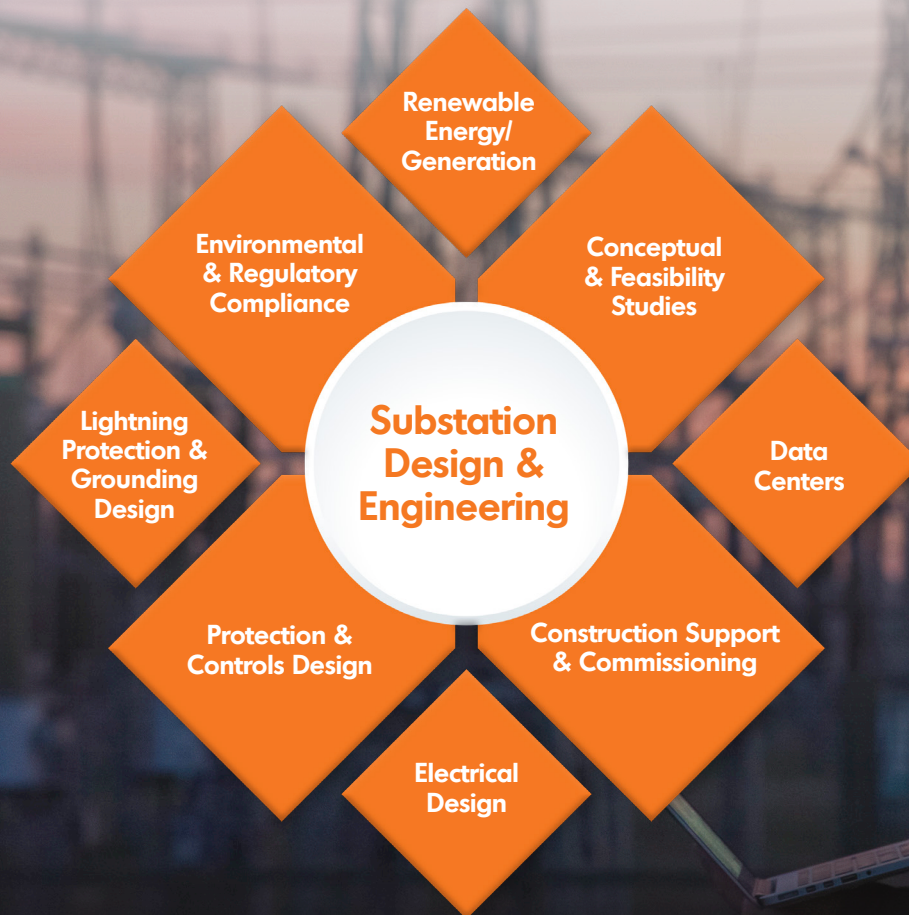 Renewable
Energy/
Generation
Environmental
& Regulatory
Compliance
Conceptual
& Feasibility
Studies
Lightning
Protection &
Grounding
Design
Substation
Design &
Engineering
Data
Centers
Protection &
Controls Design
Construction Support
& Commissioning
Electrical
Design